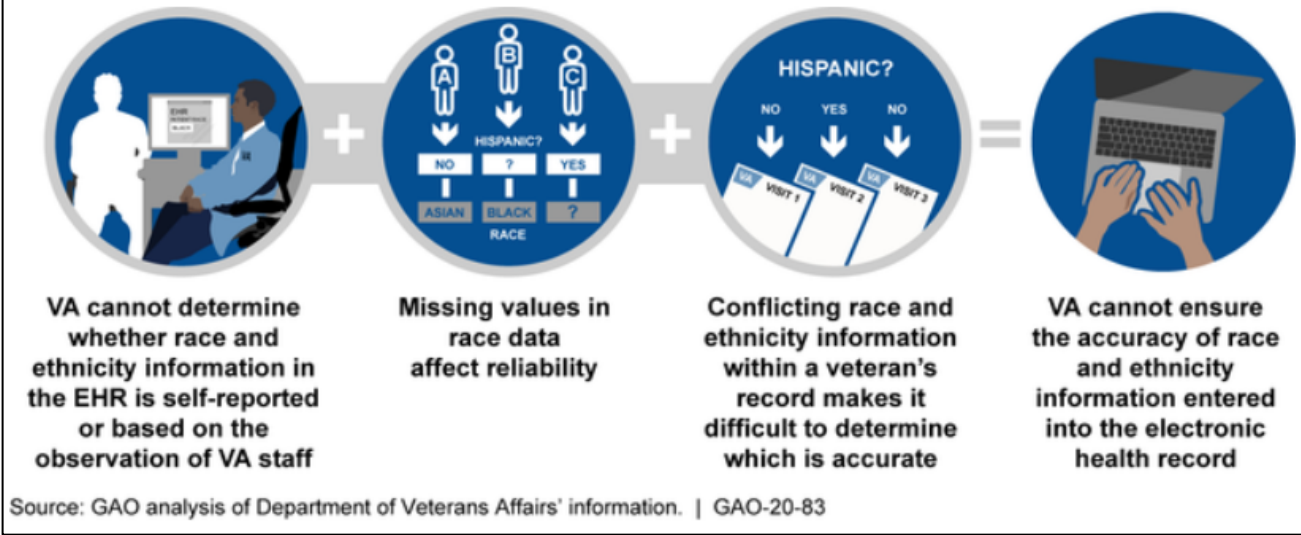 EHR
BLACK
A
B
C
HISPANIC?
NO
?
YES
ASIAN
BLACK
?
RACE
HISPANIC?
NO
YES
NO
VA
VISIT 1
VA
VISIT 2
VA
VISIT 3
VA cannot determine
whether race and
ethnicity information in
the EHR is self-reported
or based on the
observation of VA staff
Missing values in
race data
affect reliability
Conflicting race and
ethnicity information
within a veteran's
record makes it
difficult to determine
which is accurate
VA cannot ensure
the accuracy of race
and ethnicity
information entered
into the electronic
health record
Source: GAO analysis of Department of Veterans Affairs' information. | GAO-20-83